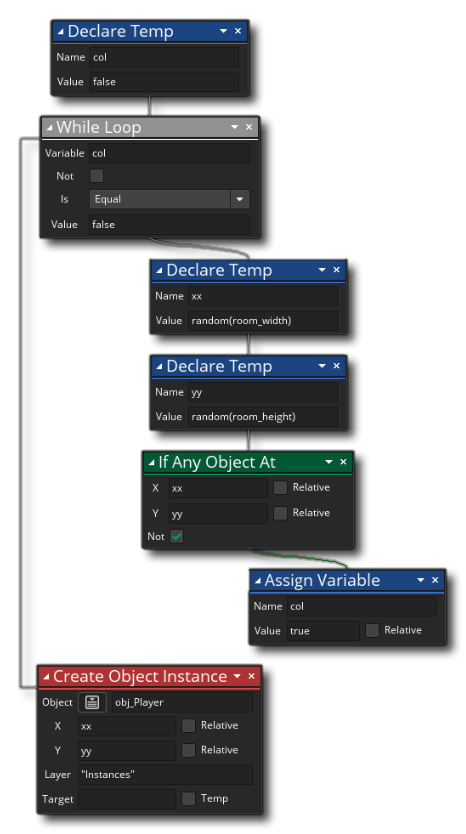 Declare Temp
Name col
Value false
While Loop
Variable col
Not
Is Equal
Value false
Declare Temp
Name xx
Value random(room_width)
Declare Temp
Name yy
Value random(room_height)
If Any Object At
X xx Relative
Y yy Relative
Not
Assign Variable
Name col
Value true Relative
Create Object Instance
Object obj_Player
X xx Relative
Y yy Relative
Layer "Instances"
Target Temp